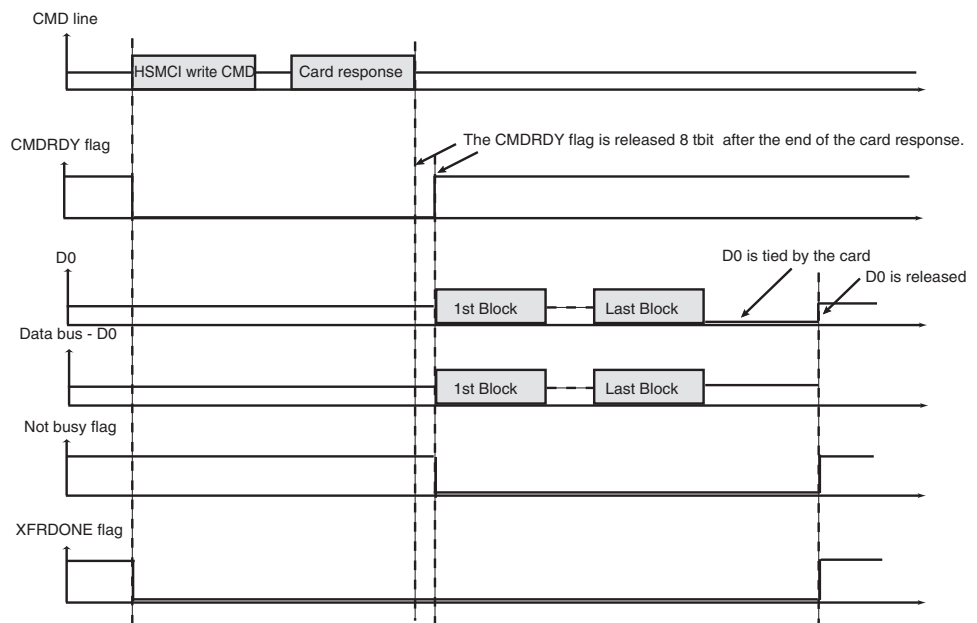 CMD line
HSMCI write CMD
Card response
CMDRDY flag
The CMDRDY flag is released 8 tbit after the end of the card response.
D0
D0 is tied by the card
D0 is released
1st Block
Last Block
Data bus - D0
1st Block
Last Block
Not busy flag
XFRDONE flag